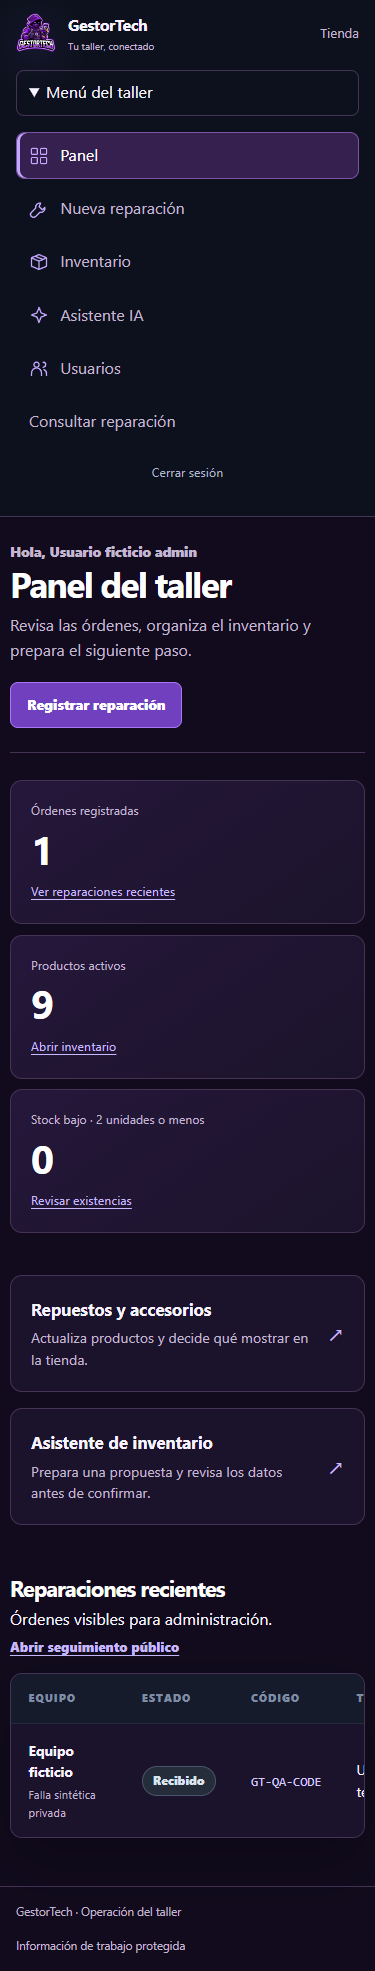 GESTORTECH
GestorTech
Tu taller, conectado
Tienda
▼ Menú del taller
Panel
Nueva reparación
Inventario
Asistente IA
Usuarios
Consultar reparación
Cerrar sesión
Hola, Usuario ficticio admin
Panel del taller
Revisa las órdenes, organiza el inventario y
prepara el siguiente paso.
Registrar reparación
Órdenes registradas
1
Ver reparaciones recientes
Productos activos
9
Abrir inventario
Stock bajo · 2 unidades o menos
0
Revisar existencias
Repuestos y accesorios
Actualiza productos y decide qué mostrar en
la tienda.
↗
Asistente de inventario
Prepara una propuesta y revisa los datos
antes de confirmar.
↗
Reparaciones recientes
Órdenes visibles para administración.
Abrir seguimiento público
EQUIPO ESTADO CÓDIGO
Equipo
ficticio
Falla sintética
privada
Recibido
GT-QA-CODE
GestorTech · Operación del taller
Información de trabajo protegida